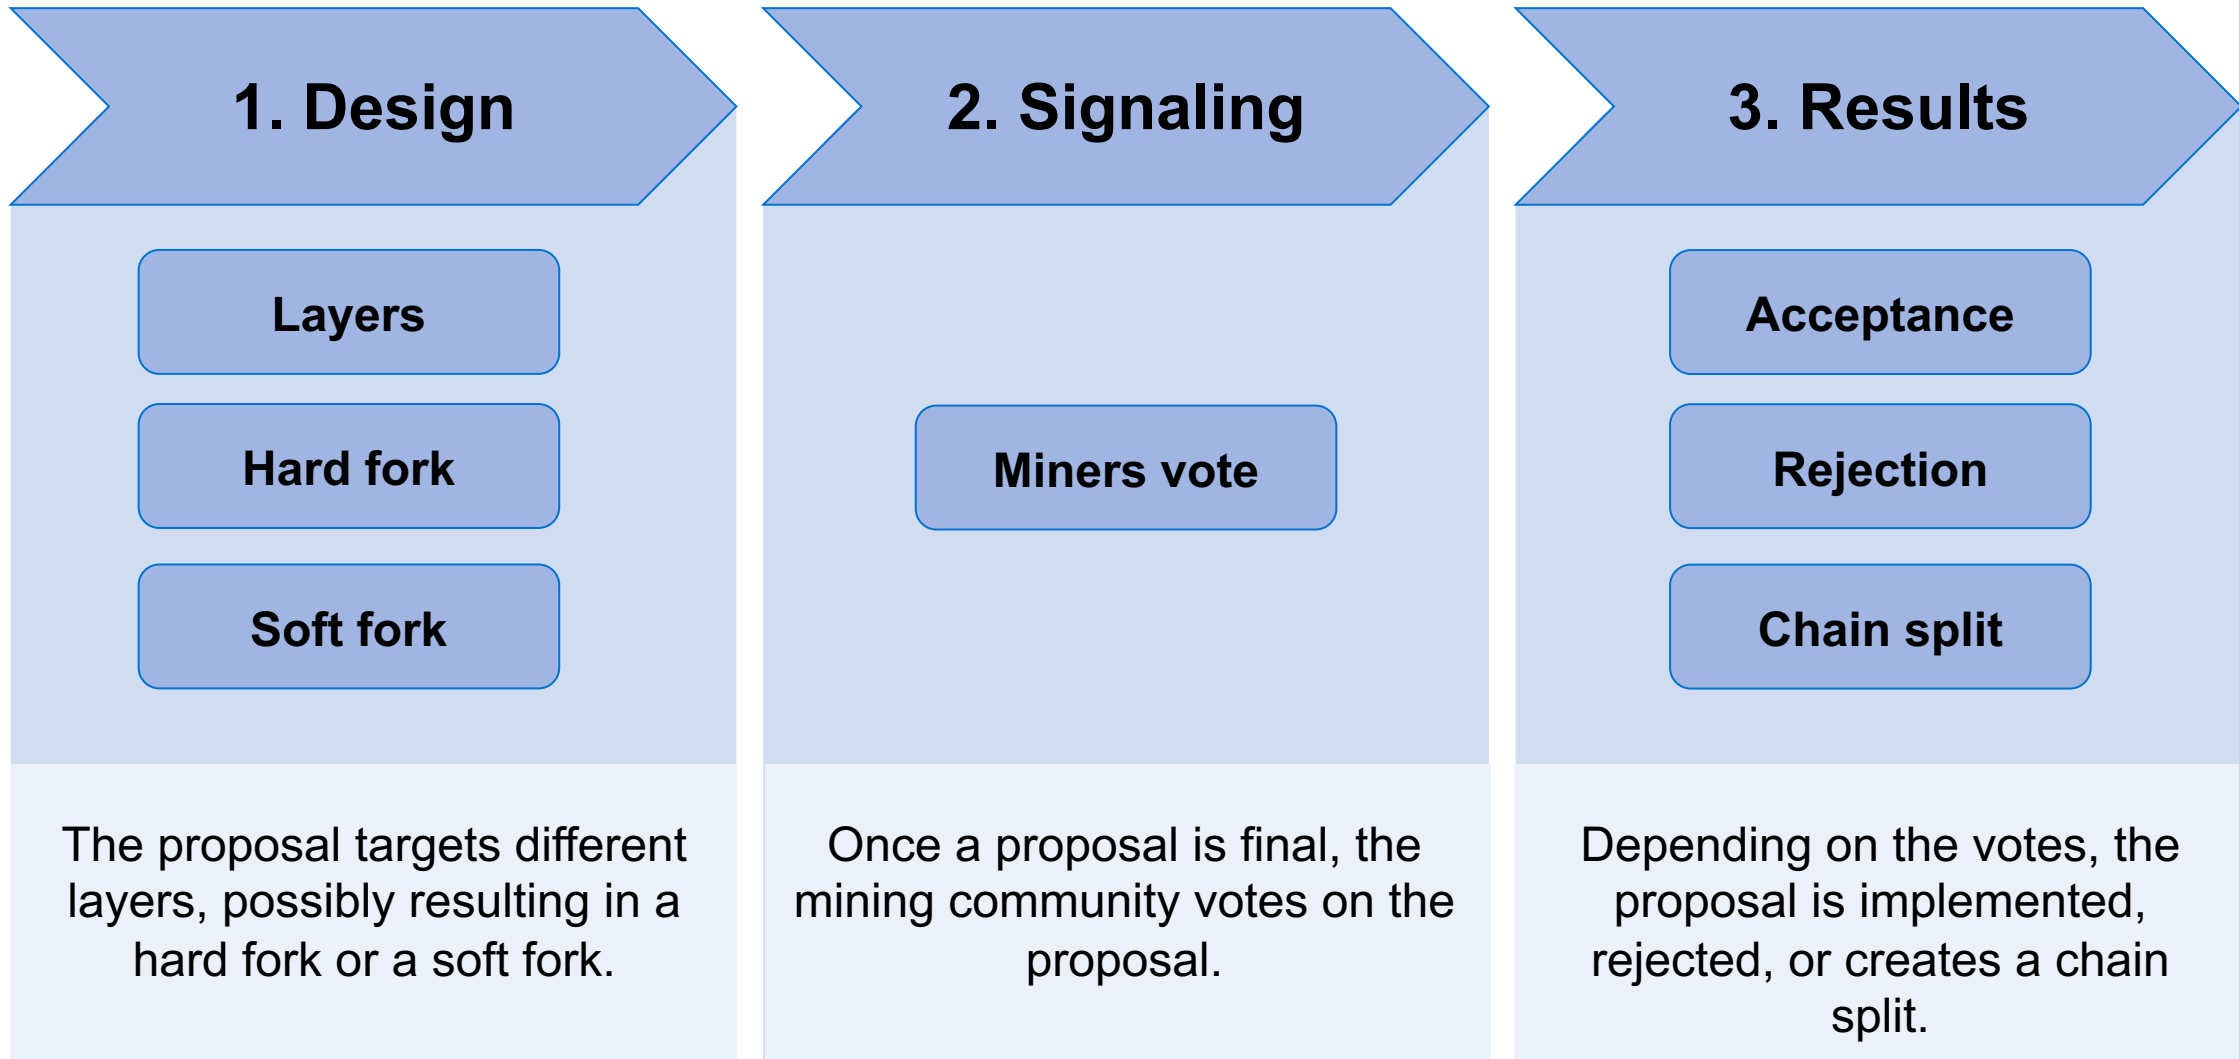 1. Design
Layers
Hard fork
Soft fork
The proposal targets different
layers, possibly resulting in a
hard fork or a soft fork.
2. Signaling
Miners vote
Once a proposal is final, the
mining community votes on the
proposal.
3. Results
Acceptance
Rejection
Chain split
Depending on the votes, the
proposal is implemented,
rejected, or creates a chain
split.